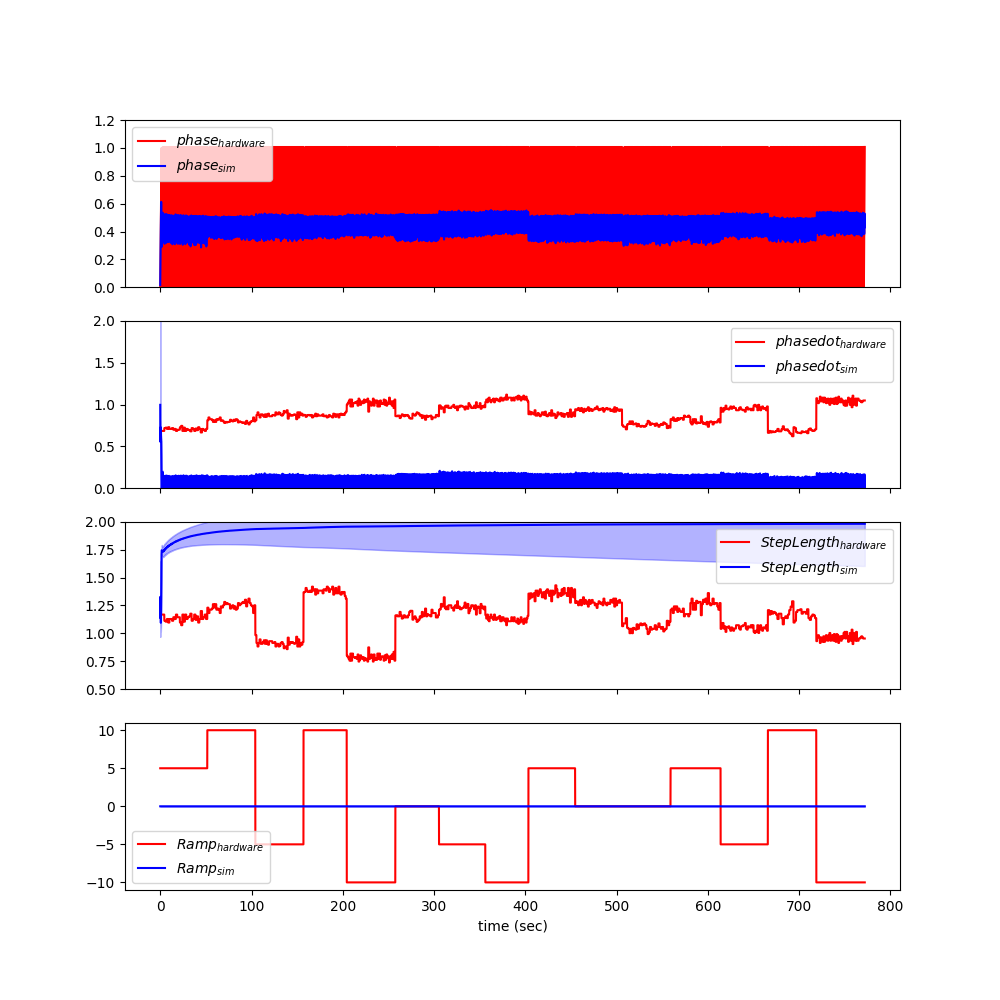 1.2
1.0
0.8
0.6
0.4
0.2
0.0
phase_hardware
phase_sim
2.0
1.5
1.0
0.5
0.0
phasedot_hardware
phasedot_sim
2.00
1.75
1.50
1.25
1.00
0.75
0.50
StepLength_hardware
StepLength_sim
10
5
0
−5
−10
Ramp_hardware
Ramp_sim
0 100 200 300 400 500 600 700 800
time (sec)